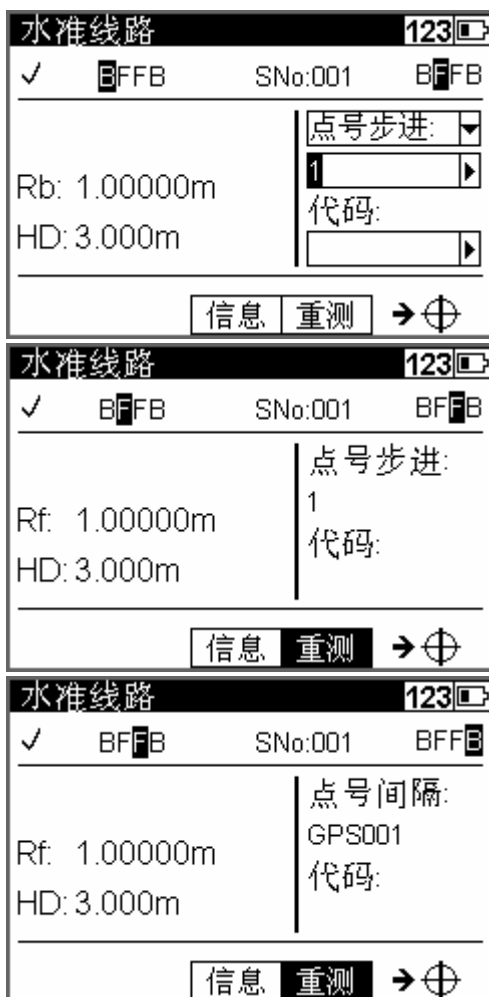 水准线路 123
✓ BFFB SNo:001 BFFB
点号步进:
1
Rb: 1.00000m
代码:
HD: 3.000m
信息 重测
水准线路 123
✓ BFFB SNo:001 BFFB
点号步进:
1
Rf: 1.00000m
代码:
HD: 3.000m
信息 重测
水准线路 123
✓ BFFB SNo:001 BFFB
点号间隔:
GPS001
Rf: 1.00000m
代码:
HD: 3.000m
信息 重测